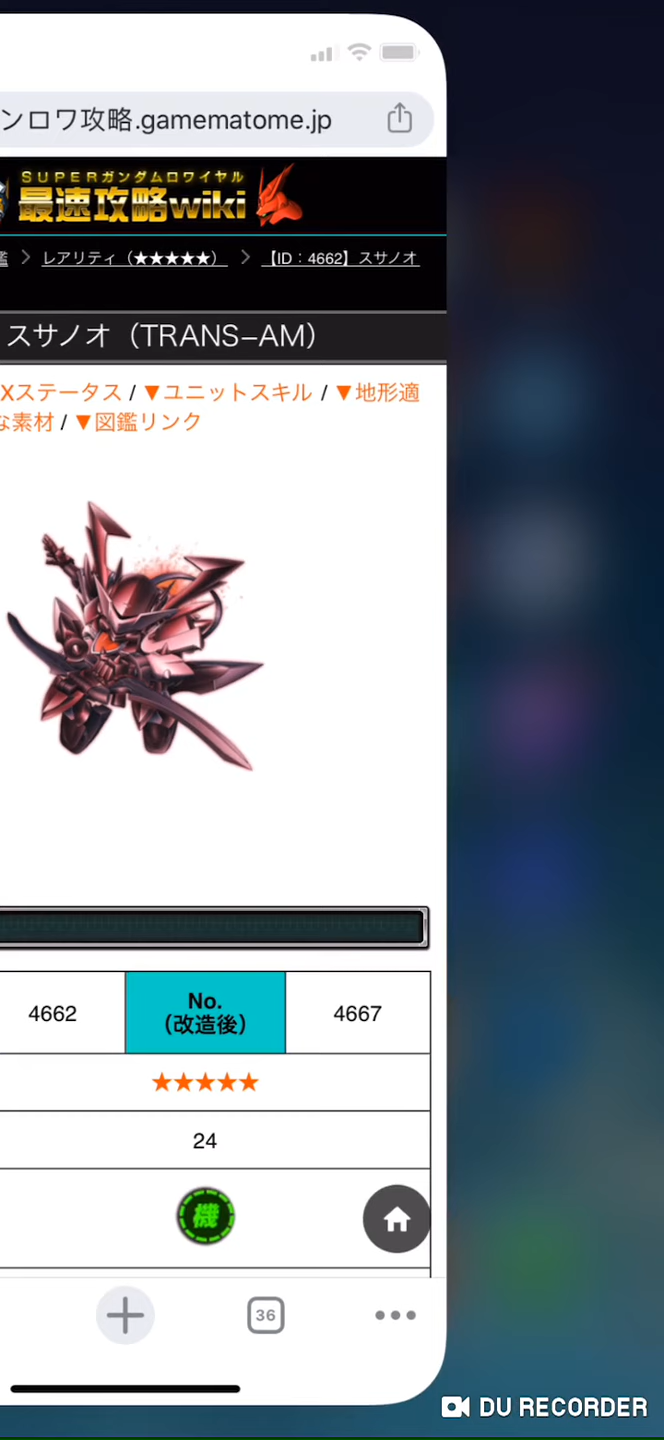 ンロワ攻略.gamematome.jp
SUPERガンダムロワイヤル
最速攻略wiki
鑑 > レアリティ（★★★★★） > 【ID：4662】スサノオ
スサノオ（TRANS–AM）
Xステータス / ▼ユニットスキル / ▼地形適
な素材 / ▼図鑑リンク
4662 No.（改造後） 4667
★★★★★
24
機
36
DU RECORDER